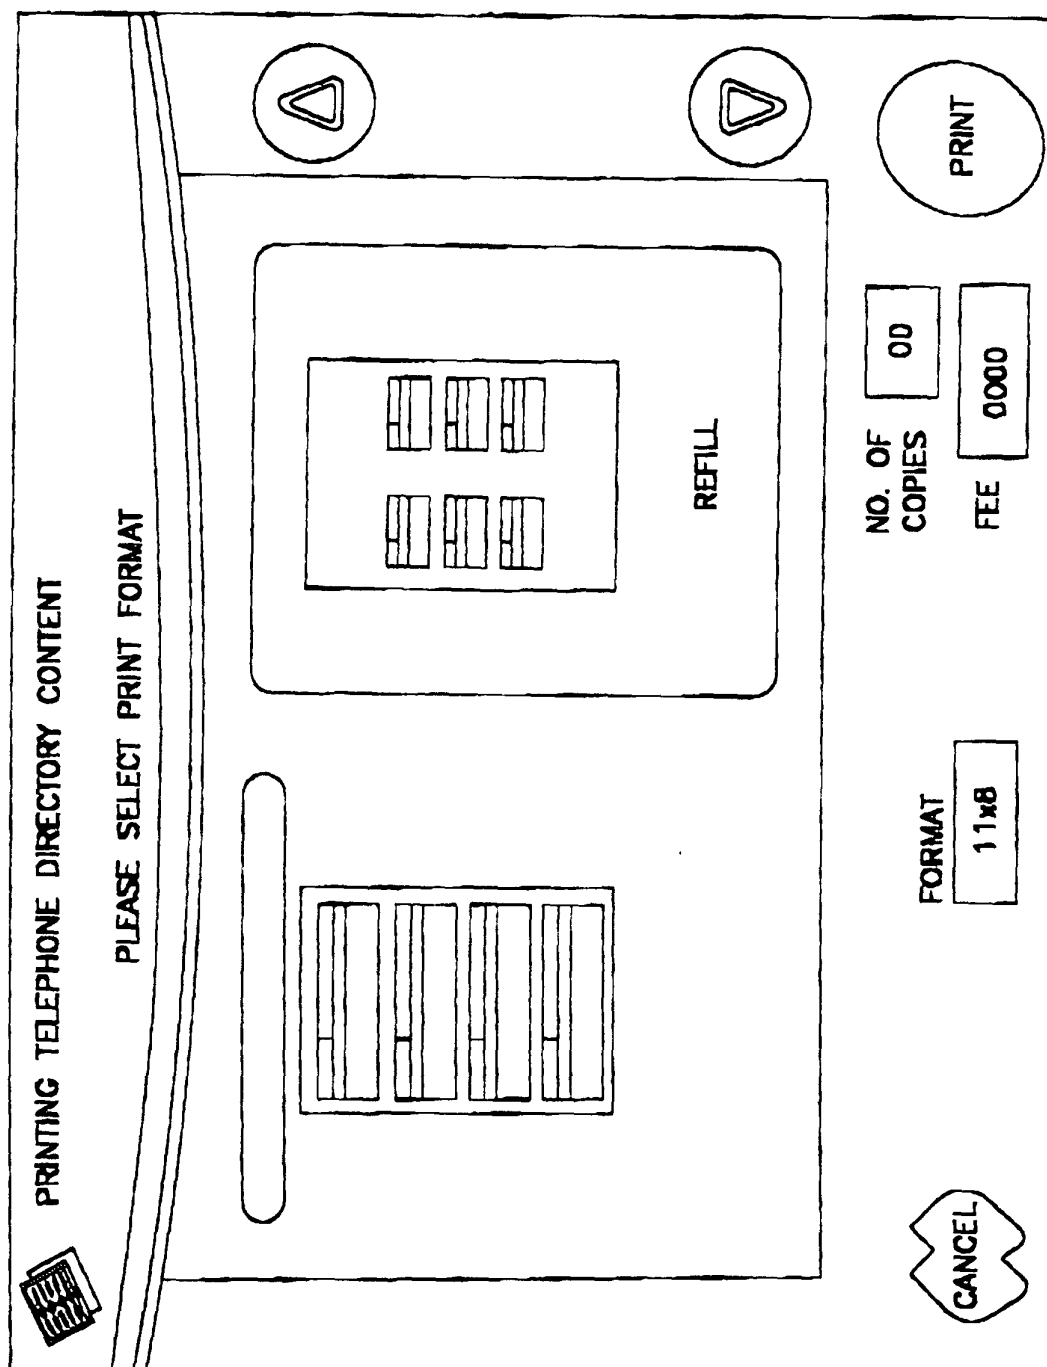 PRINTING TELEPHONE DIRECTORY CONTENT
PLEASE SELECT PRINT FORMAT
REFILL
CANCEL
FORMAT
11x8
NO. OF
COPIES
00
FEE
0000
PRINT